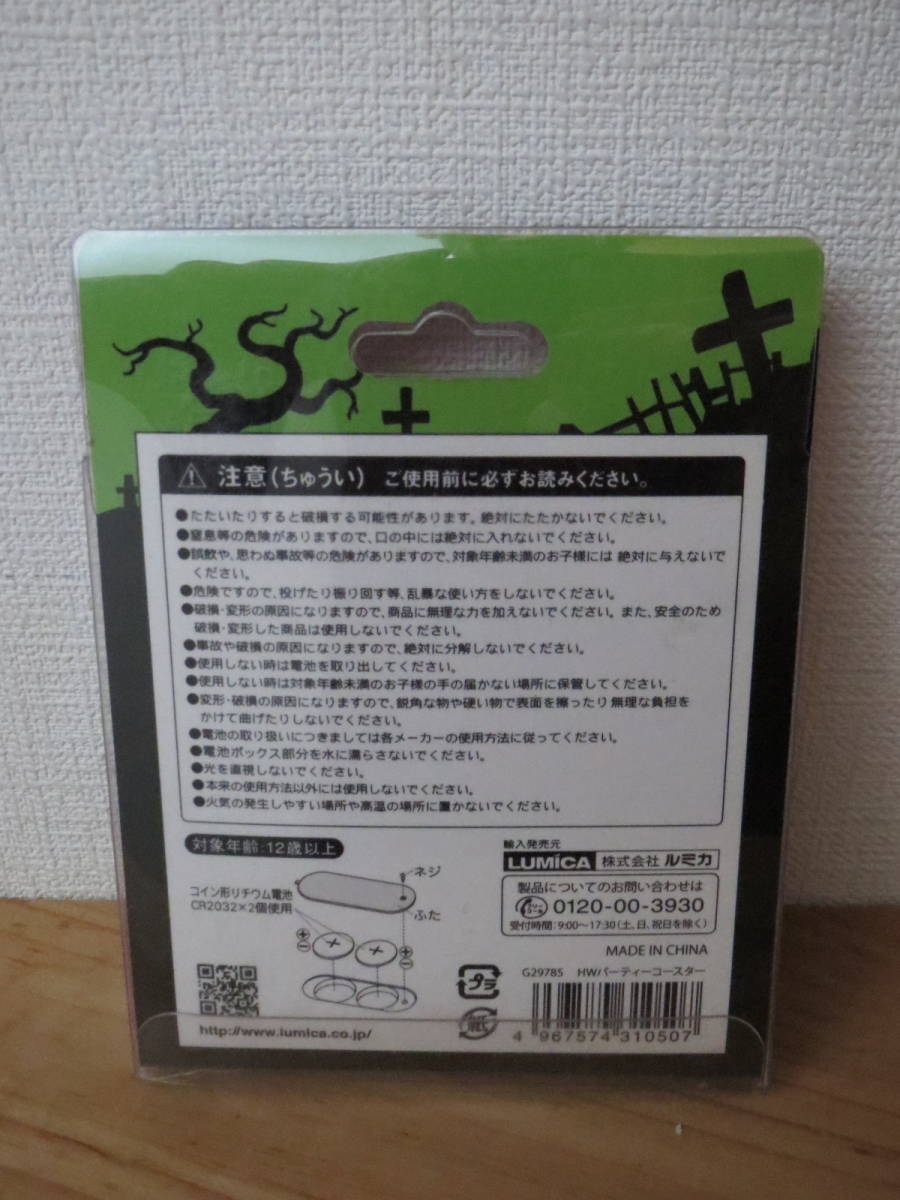 注意(ちゅうい) ご使用前に必ずお読みください。
●たたいたりすると破損する可能性があります。絶対にたたかないでください。
●窒息等の危険がありますので、口の中には絶対に入れないでください。
●誤飲や、思わぬ事故等の危険がありますので、対象年齢未満のお子様には 絶対に与えないで
ください。
●危険ですので、投げたり振り回す等、乱暴な使い方をしないでください。
●破損・変形の原因になりますので、商品に無理な力を加えないでください。また、安全のため
破損・変形した商品は使用しないでください。
●事故や破損の原因になりますので、絶対に分解しないでください。
●使用しない時は電池を取り出してください。
●使用しない時は対象年齢未満のお子様の手の届かない場所に保管してください。
●変形・破損の原因になりますので、鋭角な物や硬い物で表面を擦ったり無理な負担を
かけて曲げたりしないでください。
●電池の取り扱いにつきましては各メーカーの使用方法に従ってください。
●電池ボックス部分を水に濡らさないでください。
●光を直視しないでください。
●本来の使用方法以外には使用しないでください。
●火気の発生しやすい場所や高温の場所に置かないでください。
対象年齢:12歳以上
コイン形リチウム電池
CR2032×2個使用
ネジ
ふた
http://www.lumica.co.jp/
輸入発売元
LUMICA 株式会社 ルミカ
製品についてのお問い合わせは
フリーコール 0120-00-3930
受付時間:9:00〜17:30(土、日、祝日を除く)
MADE IN CHINA
G29785 HWパーティーコースター
プラ
紙
4 967574 310507